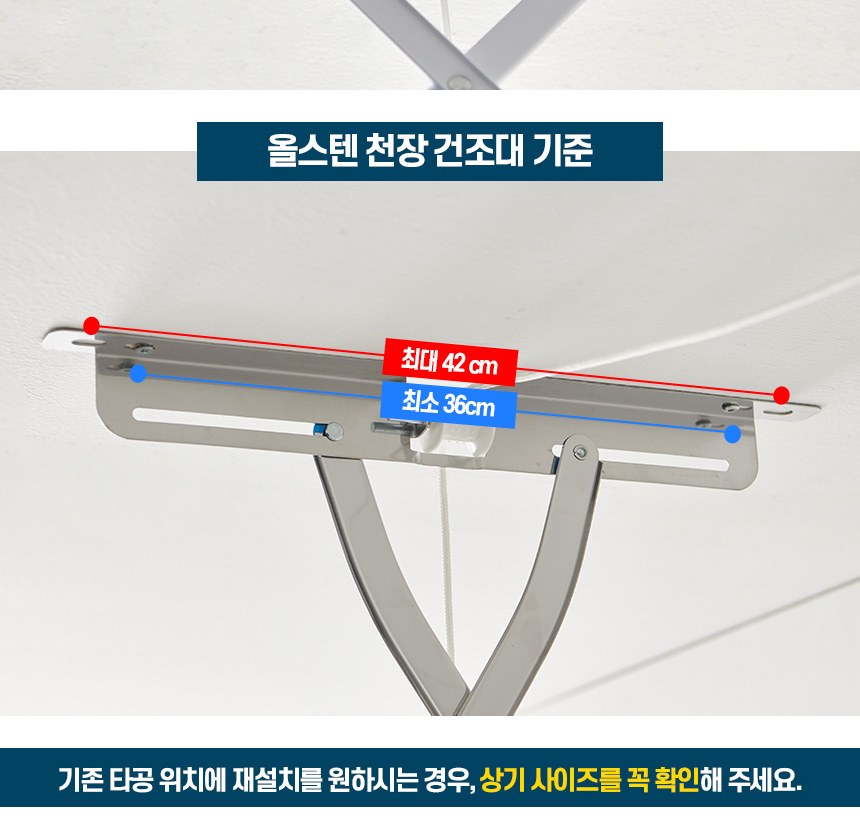 올스텐 천장 건조대 기준
최대 42 cm
최소 36cm
기존 타공 위치에 재설치를 원하시는 경우, 상기 사이즈를 꼭 확인해 주세요.